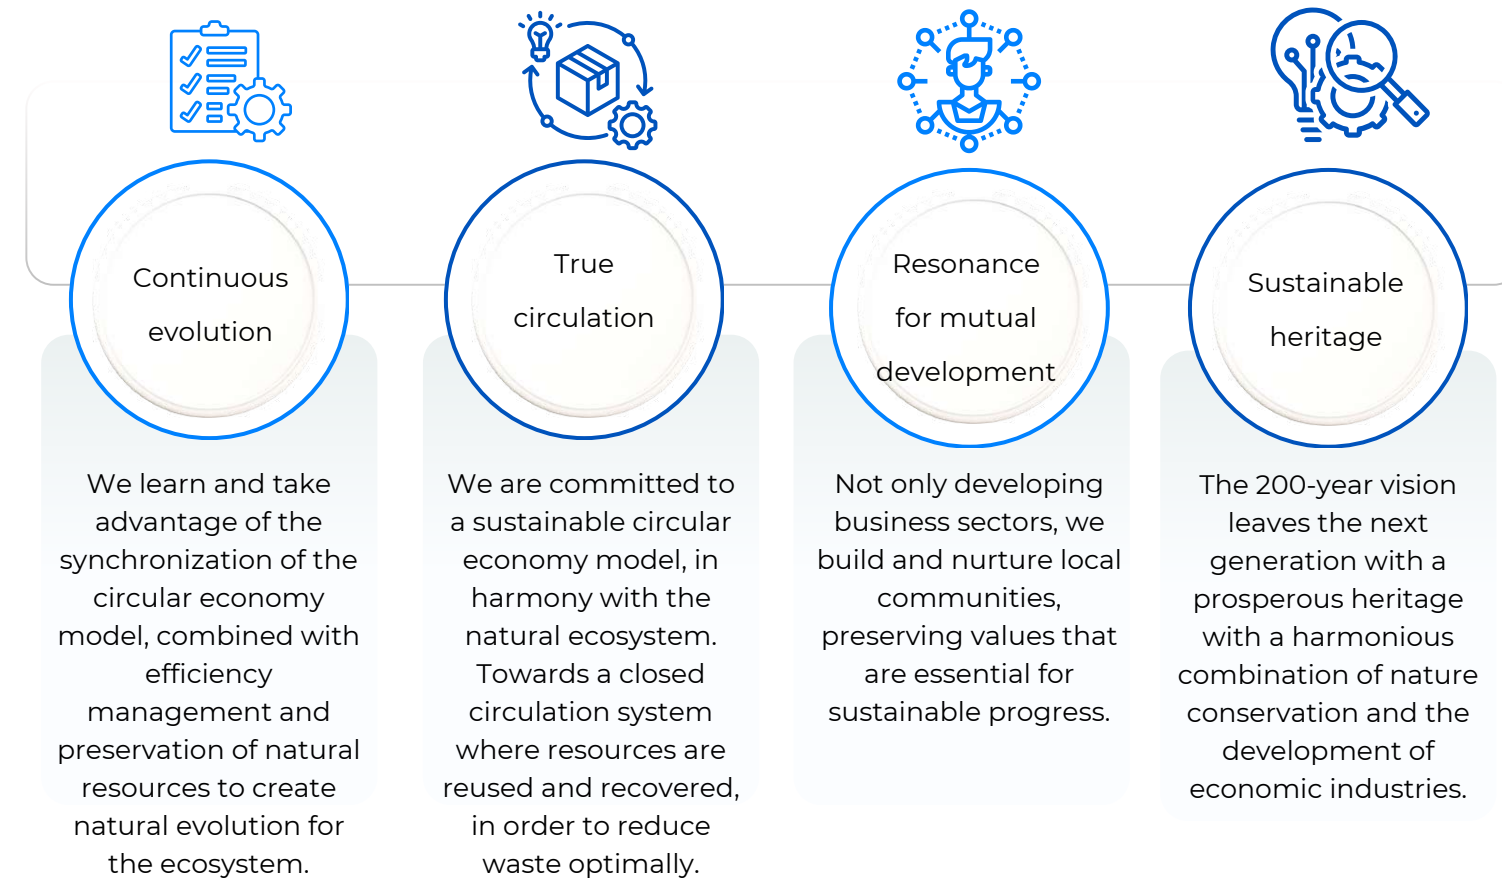 Continuous
evolution
We learn and take
advantage of the
synchronization of the
circular economy
model, combined with
efficiency
management and
preservation of natural
resources to create
natural evolution for
the ecosystem.
True
circulation
We are committed to
a sustainable circular
economy model, in
harmony with the
natural ecosystem.
Towards a closed
circulation system
where resources are
reused and recovered,
in order to reduce
waste optimally.
Resonance
for mutual
development
Not only developing
business sectors, we
build and nurture local
communities,
preserving values that
are essential for
sustainable progress.
Sustainable
heritage
The 200-year vision
leaves the next
generation with a
prosperous heritage
with a harmonious
combination of nature
conservation and the
development of
economic industries.